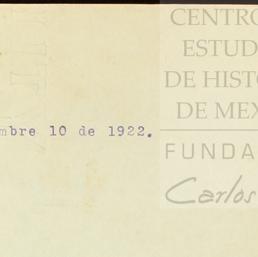 CENTRO
ESTUD
DE HISTO
DE MEX
mbre 10 de 1922.
FUNDA
Carlos